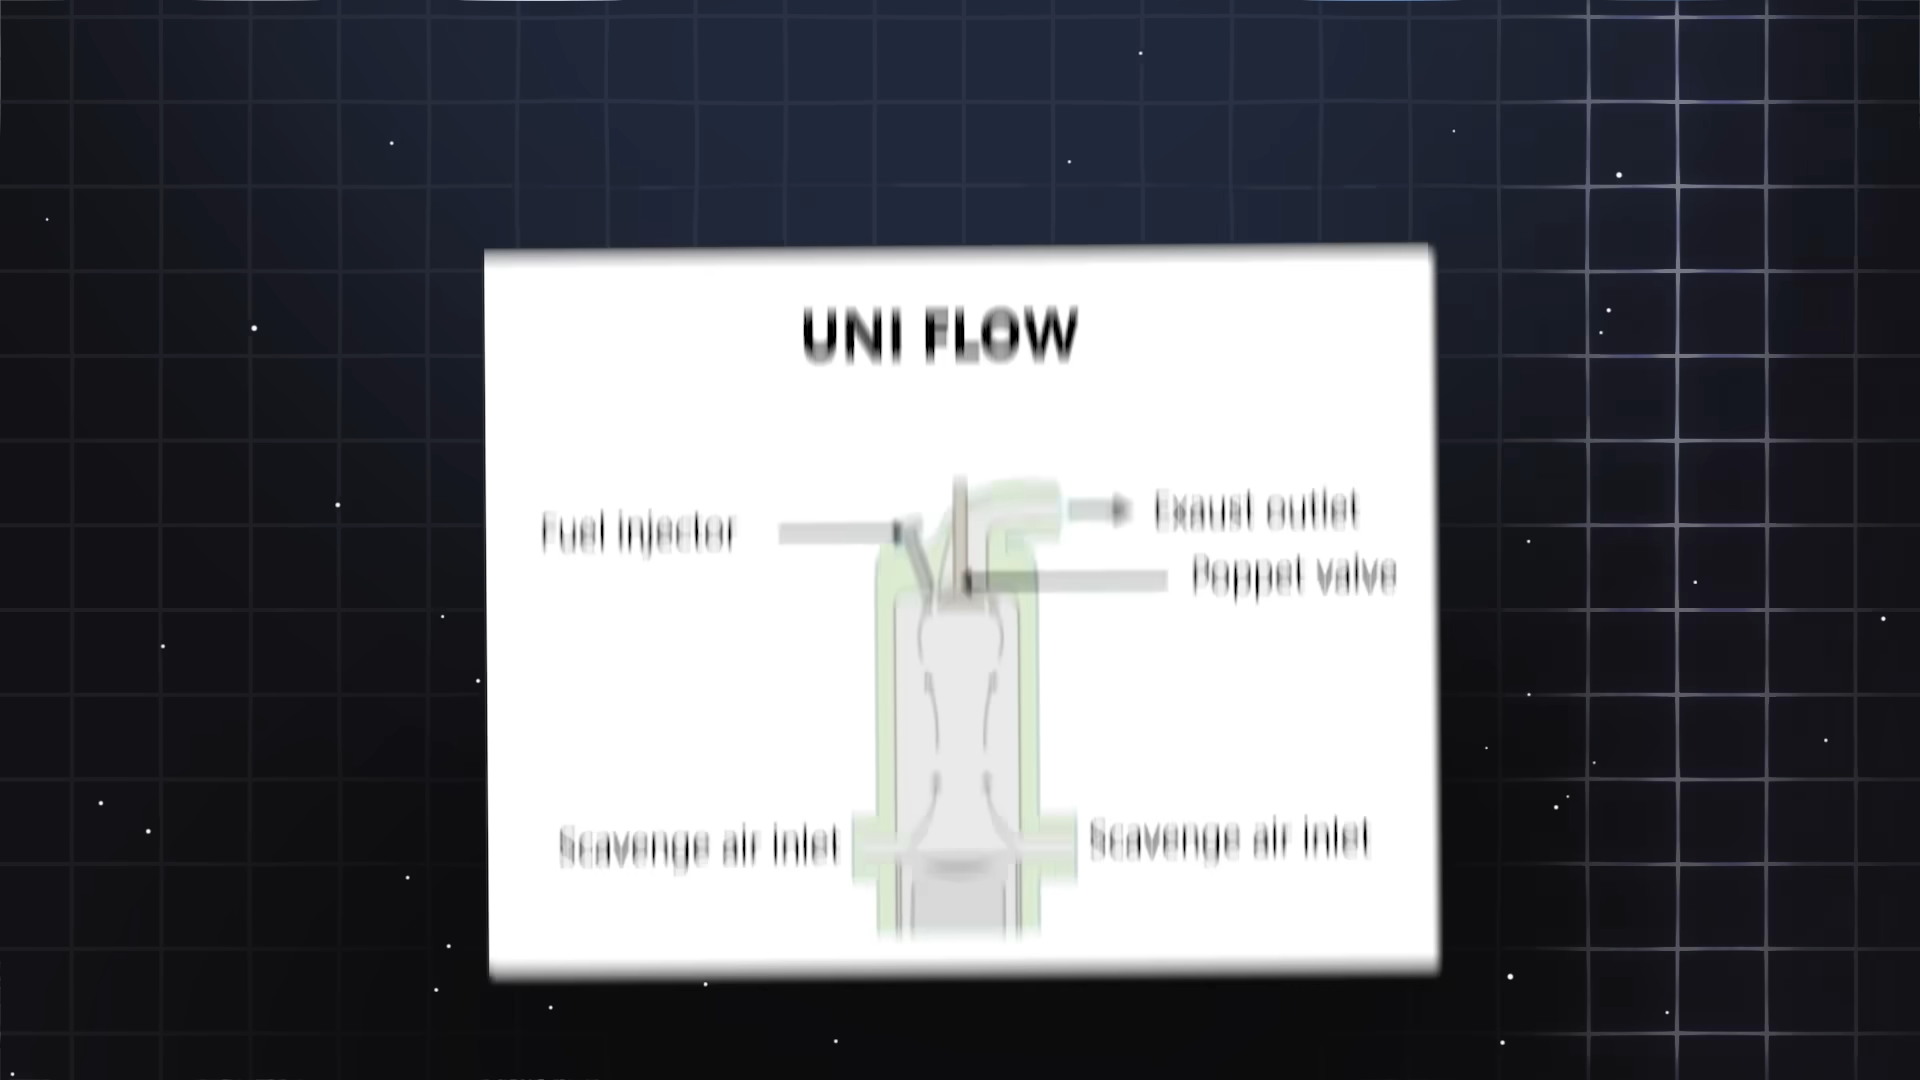 UNI FLOW
Fuel injector
Exaust outlet
Poppet valve
Scavenge air inlet
Scavenge air inlet